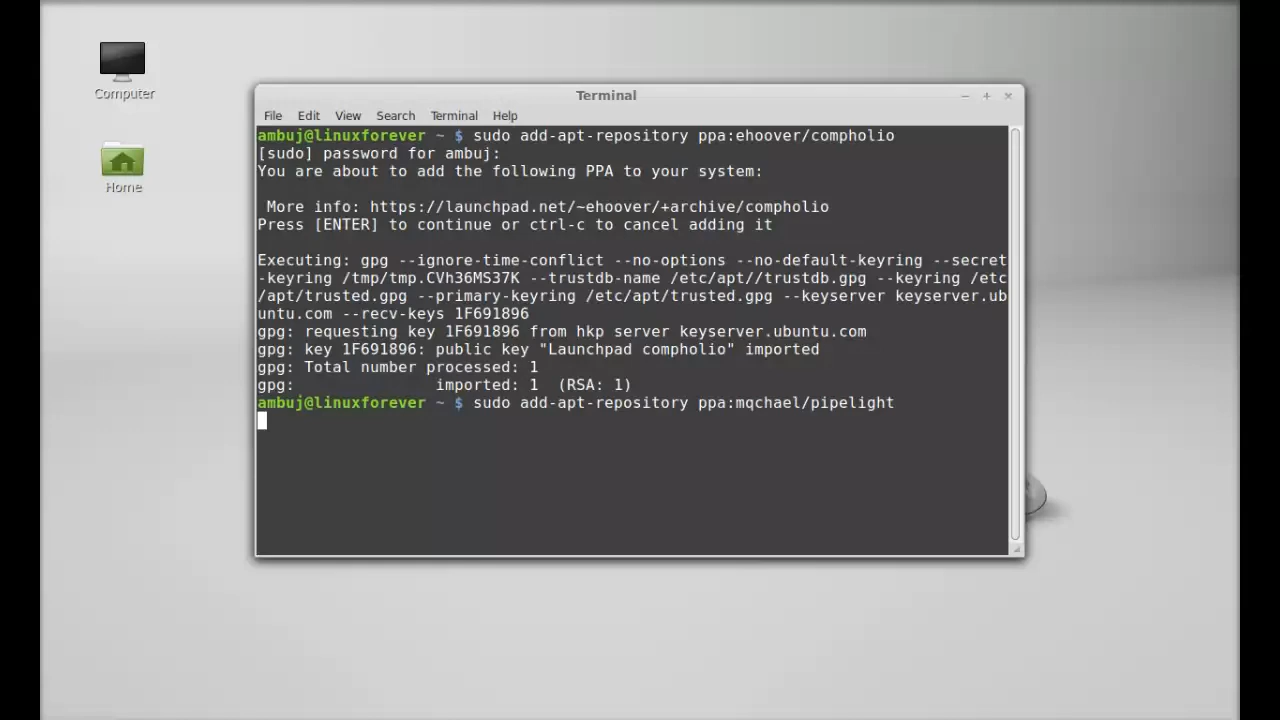 Computer
Home
Terminal
File Edit View Search Terminal Help
ambuj@linuxforever ~ $ sudo add-apt-repository ppa:ehoover/compholio
[sudo] password for ambuj:
You are about to add the following PPA to your system:
More info: https://launchpad.net/~ehoover/+archive/compholio
Press [ENTER] to continue or ctrl-c to cancel adding it
Executing: gpg --ignore-time-conflict --no-options --no-default-keyring --secret
-keyring /tmp/tmp.CVh36MS37K --trustdb-name /etc/apt//trustdb.gpg --keyring /etc
/apt/trusted.gpg --primary-keyring /etc/apt/trusted.gpg --keyserver keyserver.ub
untu.com --recv-keys 1F691896
gpg: requesting key 1F691896 from hkp server keyserver.ubuntu.com
gpg: key 1F691896: public key "Launchpad compholio" imported
gpg: Total number processed: 1
gpg:               imported: 1  (RSA: 1)
ambuj@linuxforever ~ $ sudo add-apt-repository ppa:mqchael/pipelight